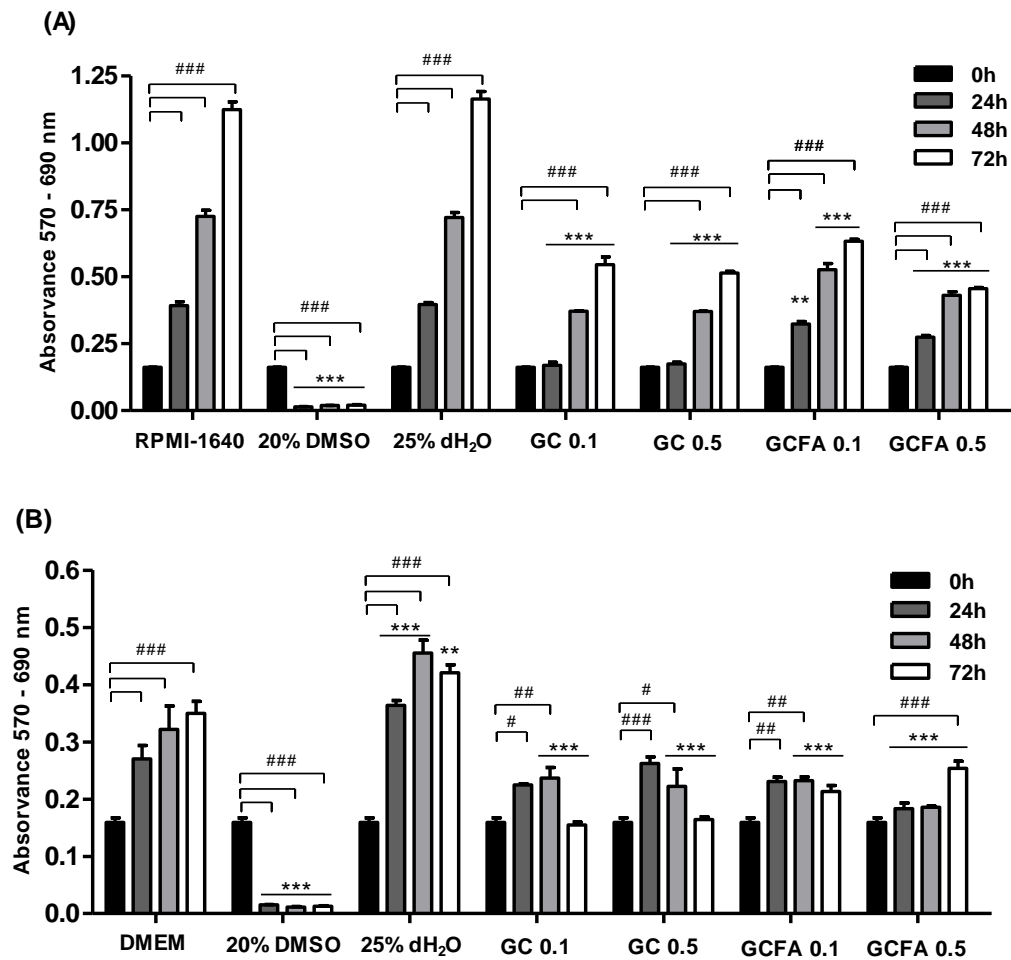 (A)
Absorvance 570 - 690 nm
1.25
1.00
0.75
0.50
0.25
0.00
###
###
###
###
###
###
###
***
***
***
**
***
***
0h
24h
48h
72h
RPMI-1640
20% DMSO
25% dH₂O
GC 0.1
GC 0.5
GCFA 0.1
GCFA 0.5
(B)
Absorvance 570 - 690 nm
0.6
0.5
0.4
0.3
0.2
0.1
0.0
###
###
***
###
***
**
##
#
***
#
###
***
##
##
***
###
***
0h
24h
48h
72h
DMEM
20% DMSO
25% dH₂O
GC 0.1
GC 0.5
GCFA 0.1
GCFA 0.5